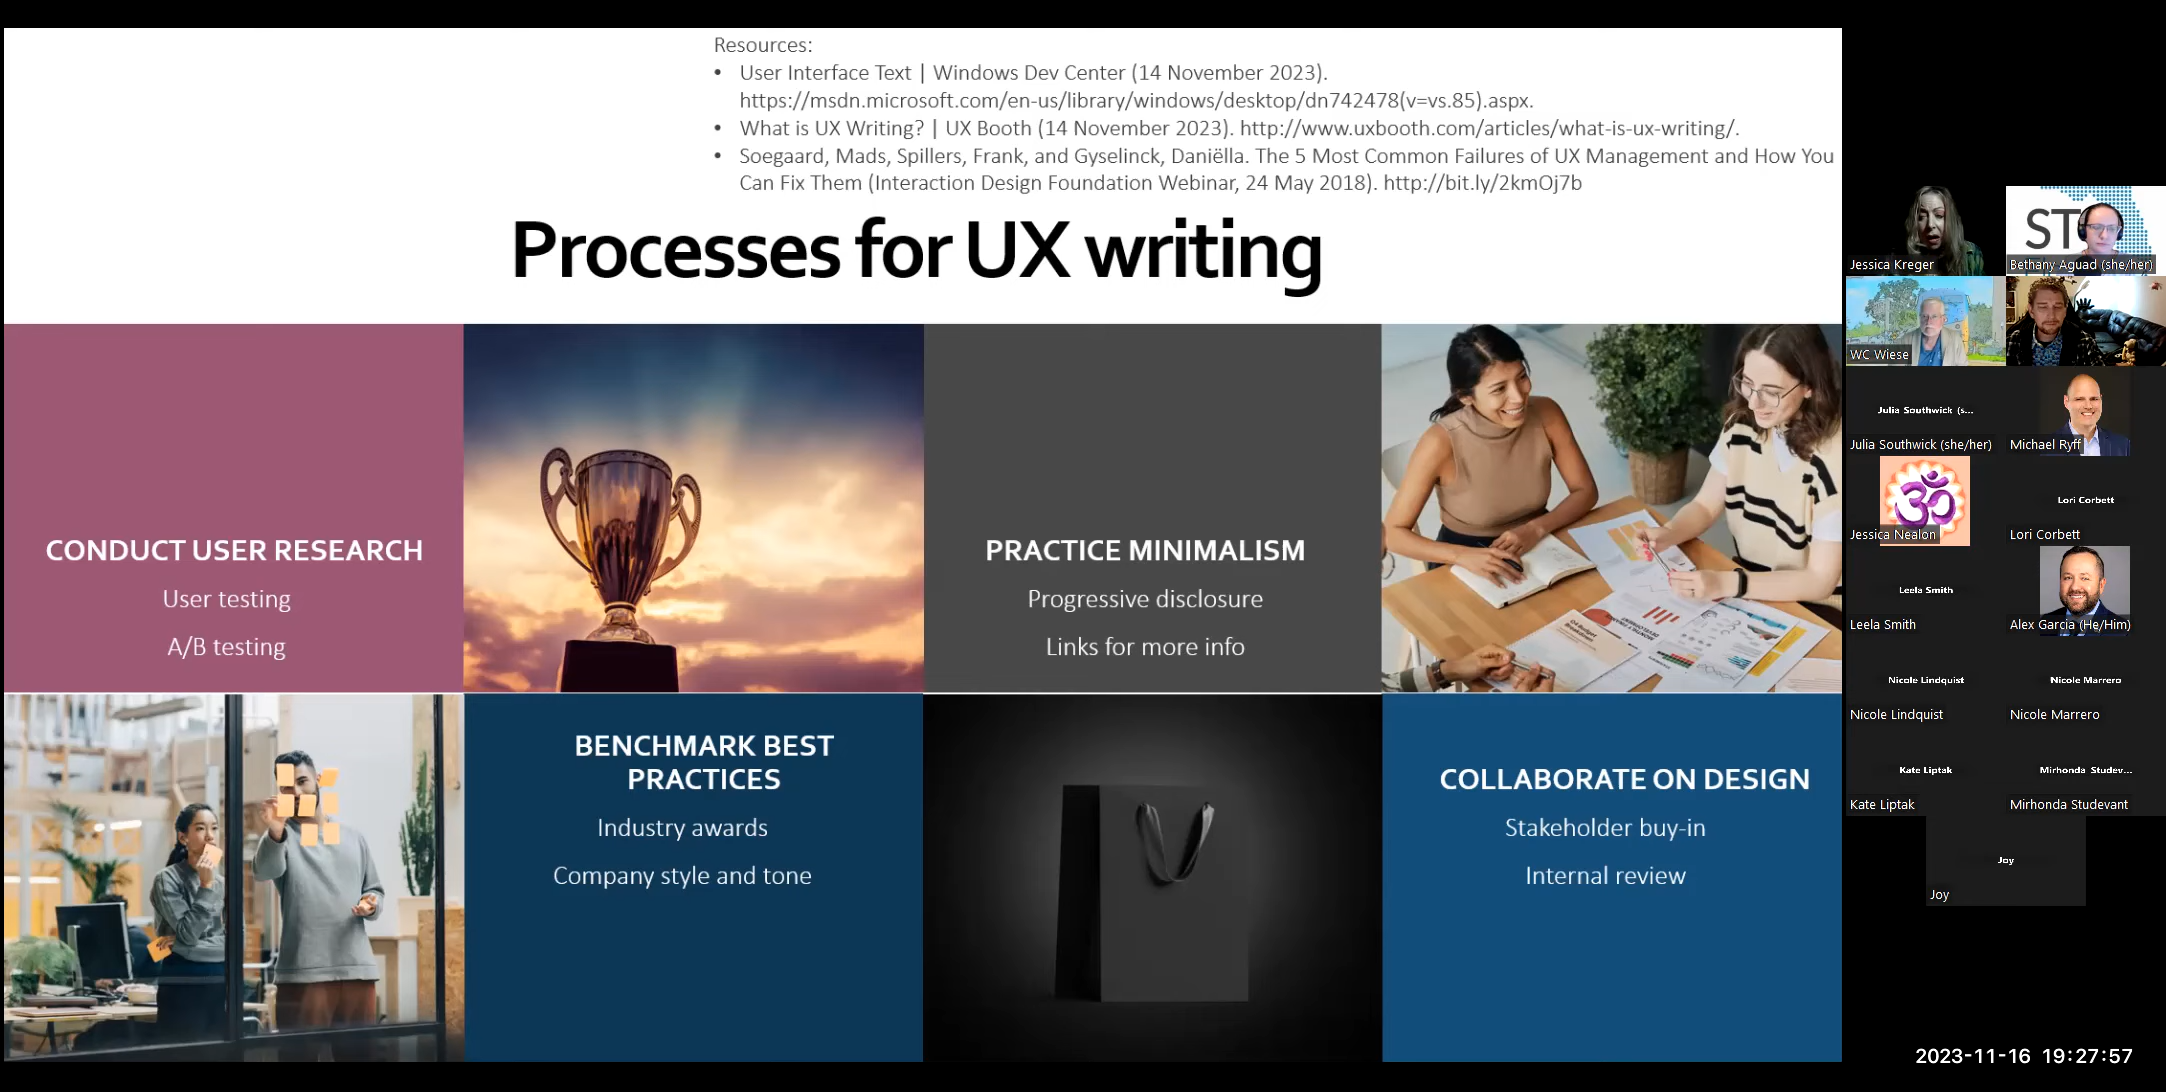 Resources:
• User Interface Text | Windows Dev Center (14 November 2023).
https://msdn.microsoft.com/en-us/library/windows/desktop/dn742478(v=vs.85).aspx.
• What is UX Writing? | UX Booth (14 November 2023). http://www.uxbooth.com/articles/what-is-ux-writing/.
• Soegaard, Mads, Spillers, Frank, and Gyselinck, Daniëlla. The 5 Most Common Failures of UX Management and How You
Can Fix Them (Interaction Design Foundation Webinar, 24 May 2018). http://bit.ly/2kmOj7b
Processes for UX writing
CONDUCT USER RESEARCH
User testing
A/B testing
PRACTICE MINIMALISM
Progressive disclosure
Links for more info
BENCHMARK BEST
PRACTICES
Industry awards
Company style and tone
COLLABORATE ON DESIGN
Stakeholder buy-in
Internal review
Jessica Kreger
ST
Bethany Aguad (she/her)
WC Wiese
Julia Southwick (s...
Julia Southwick (she/her)
Michael Ryff
ॐ
Jessica Nealon
Lori Corbett
Lori Corbett
Leela Smith
Leela Smith
Alex Garcia (He/Him)
Nicole Lindquist
Nicole Lindquist
Nicole Marrero
Nicole Marrero
Kate Liptak
Kate Liptak
Mirhonda Studev...
Mirhonda Studevant
Joy
Joy
2023-11-16 19:27:57